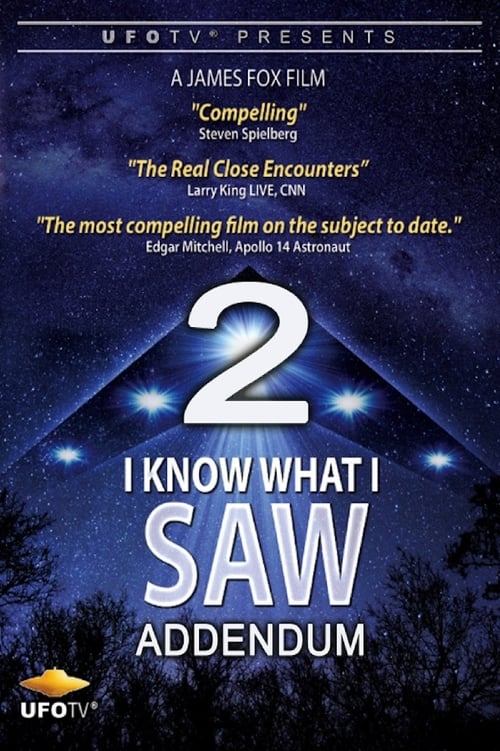 UFOTV® PRESENTS
A JAMES FOX FILM
"Compelling"
Steven Spielberg
"The Real Close Encounters”
Larry King LIVE, CNN
"The most compelling film on the subject to date."
Edgar Mitchell, Apollo 14 Astronaut
2
I KNOW WHAT I
SAW
ADDENDUM
UFOTV®